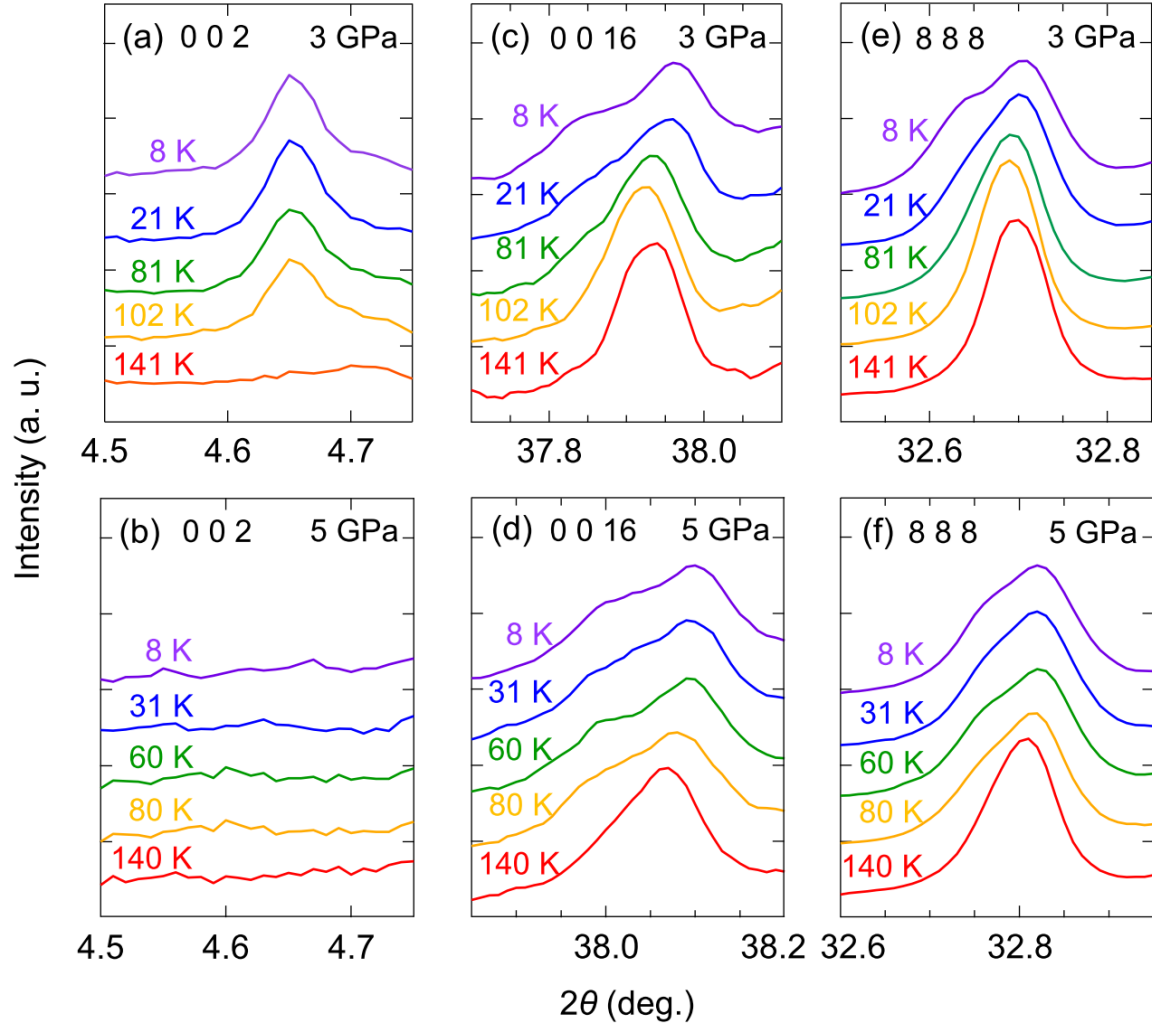 (a) 0 0 2 3 GPa
8 K
21 K
81 K
102 K
141 K
4.5 4.6 4.7
(c) 0 0 16 3 GPa
8 K
21 K
81 K
102 K
141 K
37.8 38.0
(e) 8 8 8 3 GPa
8 K
21 K
81 K
102 K
141 K
32.6 32.8
Intensity (a. u.)
(b) 0 0 2 5 GPa
8 K
31 K
60 K
80 K
140 K
4.5 4.6 4.7
(d) 0 0 16 5 GPa
8 K
31 K
60 K
80 K
140 K
38.0 38.2
(f) 8 8 8 5 GPa
8 K
31 K
60 K
80 K
140 K
32.6 32.8
2θ (deg.)